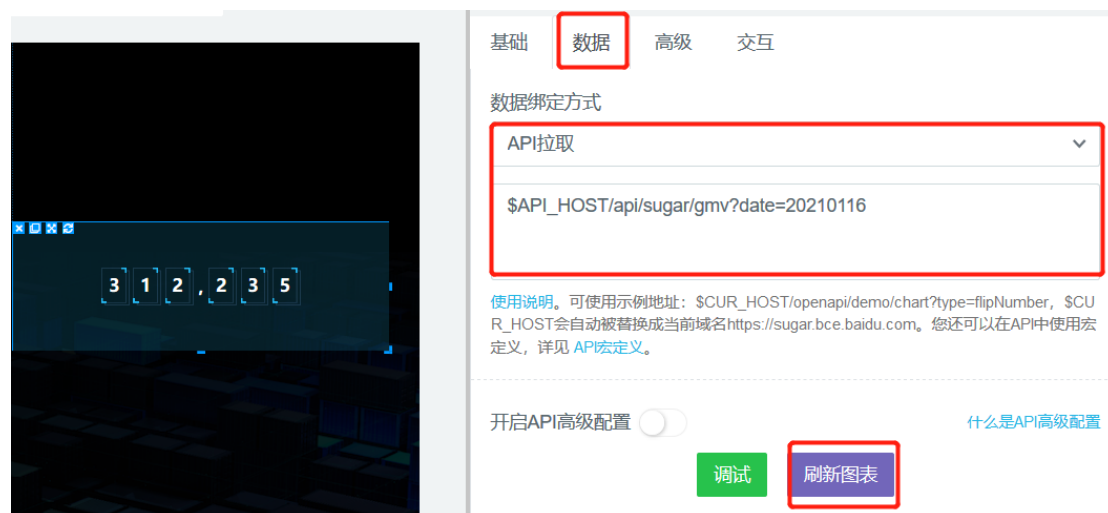 基础 数据 高级 交互
数据绑定方式
API拉取
$API_HOST/api/sugar/gmv?date=20210116
312,235
使用说明。可使用示例地址：$CUR_HOST/openapi/demo/chart?type=flipNumber，$CU
R_HOST会自动被替换成当前域名https://sugar.bce.baidu.com。您还可以在API中使用宏
定义，详见 API宏定义。
开启API高级配置 什么是API高级配置
调试 刷新图表